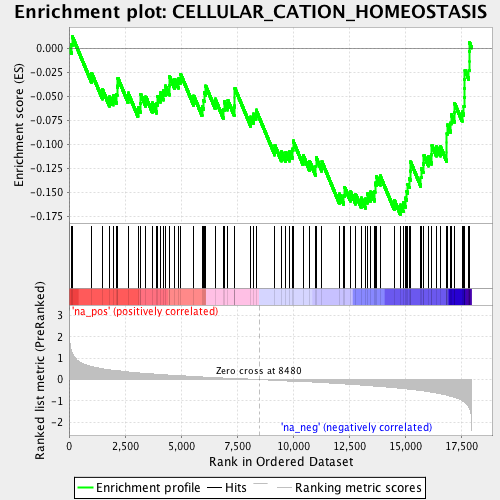 Enrichment plot: CELLULAR_CATION_HOMEOSTASIS
Enrichment score (ES)
0.000
-0.025
-0.050
-0.075
-0.100
-0.125
-0.150
-0.175
'na_pos' (positively correlated)
Ranked list metric (PreRanked)
3
2
1
0
-1
-2
Zero cross at 8480
'na_neg' (negatively correlated)
0
2,500
5,000
7,500
10,000
12,500
15,000
17,500
Rank in Ordered Dataset
Enrichment profile
Hits
Ranking metric scores